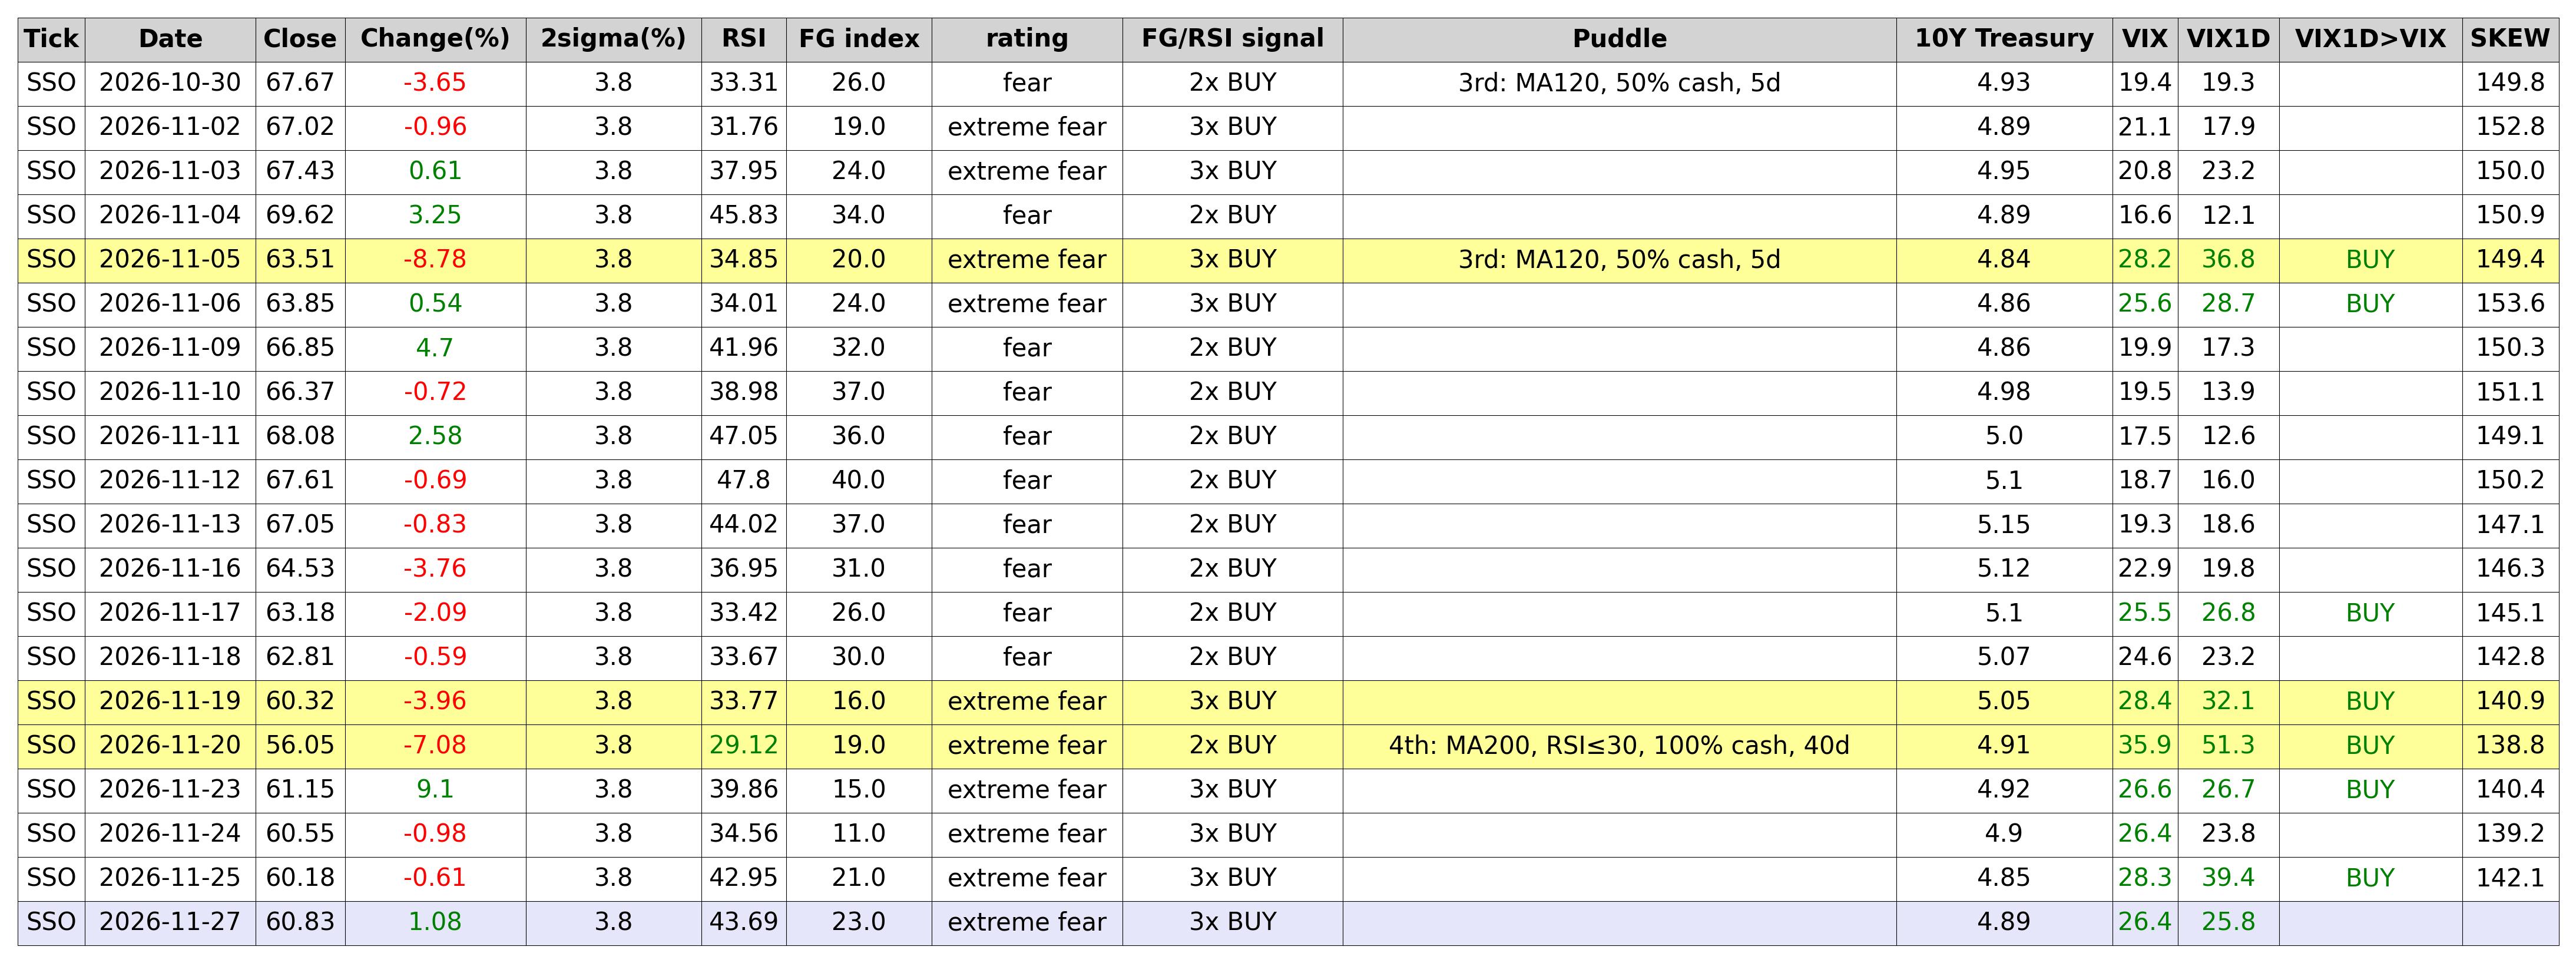 Tick Date Close Change(%) 2sigma(%) RSI FG index rating FG/RSI signal Puddle 10Y Treasury VIX VIX1D VIX1D>VIX SKEW
SSO 2026-10-30 67.67 -3.65 3.8 33.31 26.0 fear 2x BUY 3rd: MA120, 50% cash, 5d 4.93 19.4 19.3 149.8
SSO 2026-11-02 67.02 -0.96 3.8 31.76 19.0 extreme fear 3x BUY 4.89 21.1 17.9 152.8
SSO 2026-11-03 67.43 0.61 3.8 37.95 24.0 extreme fear 3x BUY 4.95 20.8 23.2 150.0
SSO 2026-11-04 69.62 3.25 3.8 45.83 34.0 fear 2x BUY 4.89 16.6 12.1 150.9
SSO 2026-11-05 63.51 -8.78 3.8 34.85 20.0 extreme fear 3x BUY 3rd: MA120, 50% cash, 5d 4.84 28.2 36.8 BUY 149.4
SSO 2026-11-06 63.85 0.54 3.8 34.01 24.0 extreme fear 3x BUY 4.86 25.6 28.7 BUY 153.6
SSO 2026-11-09 66.85 4.7 3.8 41.96 32.0 fear 2x BUY 4.86 19.9 17.3 150.3
SSO 2026-11-10 66.37 -0.72 3.8 38.98 37.0 fear 2x BUY 4.98 19.5 13.9 151.1
SSO 2026-11-11 68.08 2.58 3.8 47.05 36.0 fear 2x BUY 5.0 17.5 12.6 149.1
SSO 2026-11-12 67.61 -0.69 3.8 47.8 40.0 fear 2x BUY 5.1 18.7 16.0 150.2
SSO 2026-11-13 67.05 -0.83 3.8 44.02 37.0 fear 2x BUY 5.15 19.3 18.6 147.1
SSO 2026-11-16 64.53 -3.76 3.8 36.95 31.0 fear 2x BUY 5.12 22.9 19.8 146.3
SSO 2026-11-17 63.18 -2.09 3.8 33.42 26.0 fear 2x BUY 5.1 25.5 26.8 BUY 145.1
SSO 2026-11-18 62.81 -0.59 3.8 33.67 30.0 fear 2x BUY 5.07 24.6 23.2 142.8
SSO 2026-11-19 60.32 -3.96 3.8 33.77 16.0 extreme fear 3x BUY 5.05 28.4 32.1 BUY 140.9
SSO 2026-11-20 56.05 -7.08 3.8 29.12 19.0 extreme fear 2x BUY 4th: MA200, RSI≤30, 100% cash, 40d 4.91 35.9 51.3 BUY 138.8
SSO 2026-11-23 61.15 9.1 3.8 39.86 15.0 extreme fear 3x BUY 4.92 26.6 26.7 BUY 140.4
SSO 2026-11-24 60.55 -0.98 3.8 34.56 11.0 extreme fear 3x BUY 4.9 26.4 23.8 139.2
SSO 2026-11-25 60.18 -0.61 3.8 42.95 21.0 extreme fear 3x BUY 4.85 28.3 39.4 BUY 142.1
SSO 2026-11-27 60.83 1.08 3.8 43.69 23.0 extreme fear 3x BUY 4.89 26.4 25.8